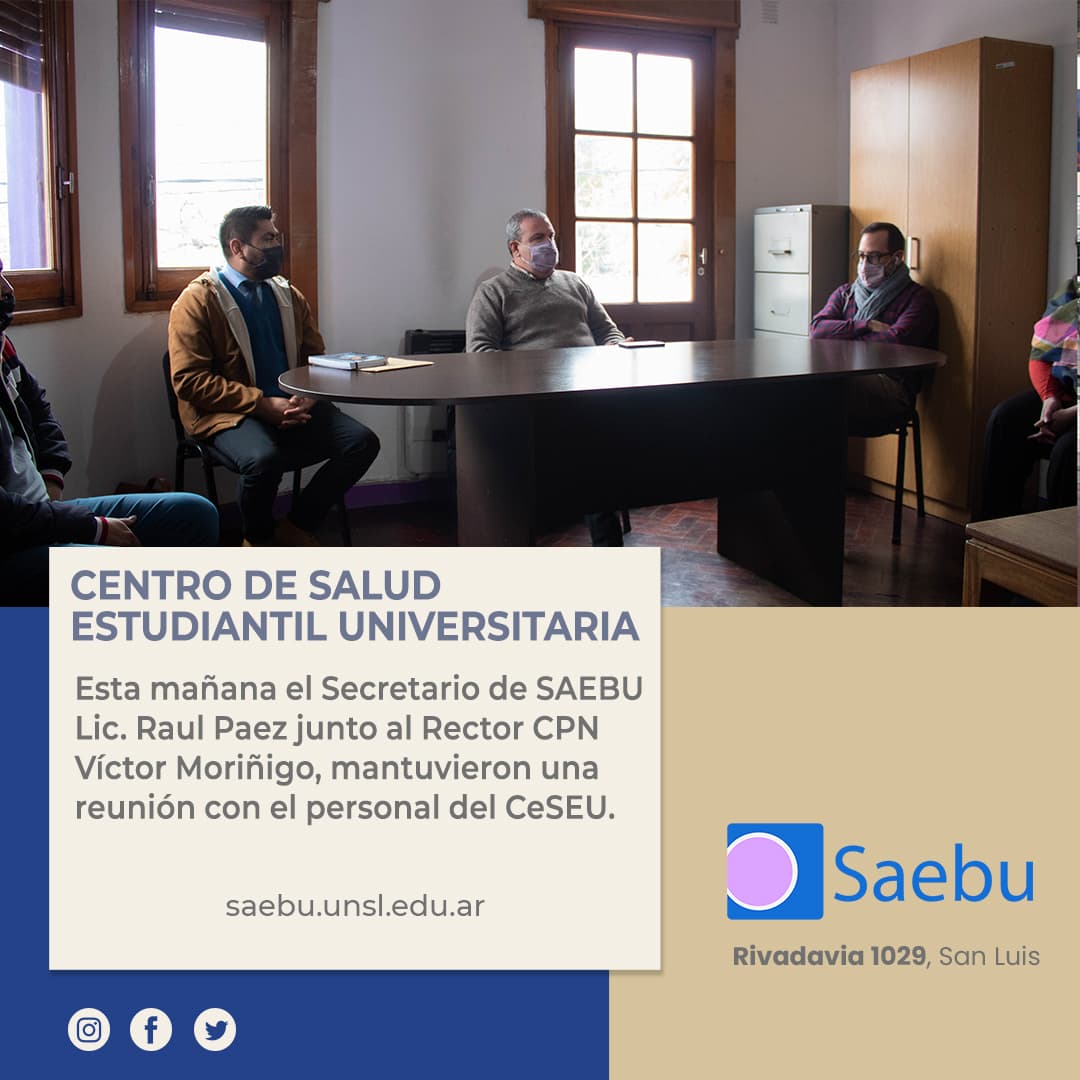 CENTRO DE SALUD
ESTUDIANTIL UNIVERSITARIA
Esta mañana el Secretario de SAEBU
Lic. Raul Paez junto al Rector CPN
Víctor Moriñigo, mantuvieron una
reunión con el personal del CeSEU.
saebu.unsl.edu.ar
Saebu
Rivadavia 1029, San Luis